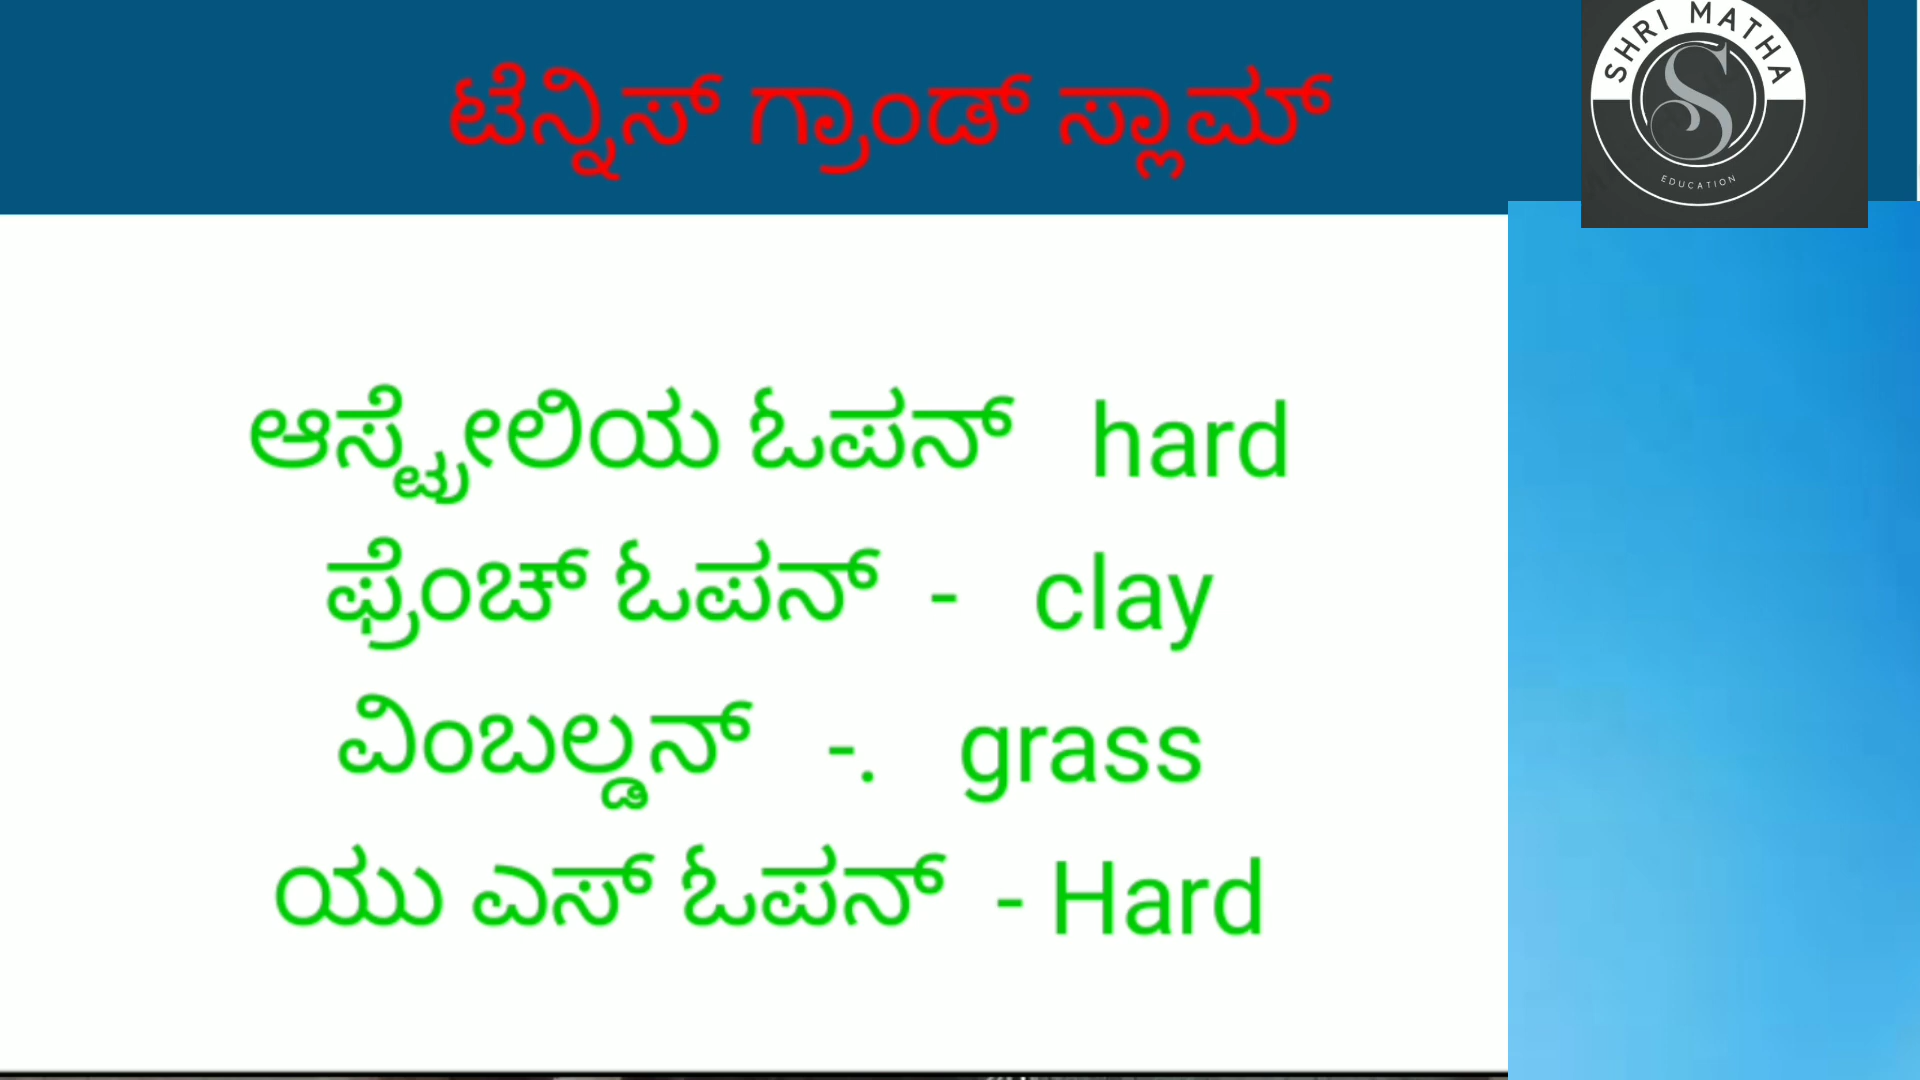 ಟೆನ್ನಿಸ್ ಗ್ರಾಂಡ್ ಸ್ಲಾಮ್
SHRI MATHA
S
EDUCATION
ಆಸ್ಟ್ರೇಲಿಯ ಓಪನ್ hard
ಫ್ರೆಂಚ್ ಓಪನ್ - clay
ವಿಂಬಲ್ಡನ್ -. grass
ಯು ಎಸ್ ಓಪನ್ - Hard